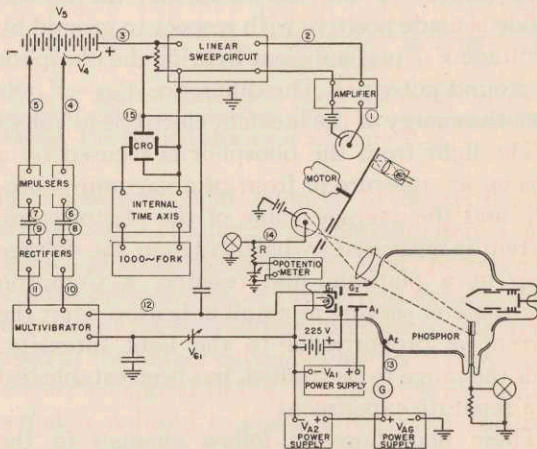 V5
− +
V4
3
LINEAR
SWEEP CIRCUIT
2
AMPLIFIER
1
5
4
15
CRO
IMPULSERS
7
6
9
8
RECTIFIERS
INTERNAL
TIME AXIS
1000~FORK
MOTOR
14
R
POTENTIO
METER
11
10
MULTIVIBRATOR
12
G1
G2
225 V
− +
A1
A2
PHOSPHOR
VG1
13
G
− VA1 +
POWER SUPPLY
− VA2 +
POWER
SUPPLY
+ VAG −
POWER
SUPPLY